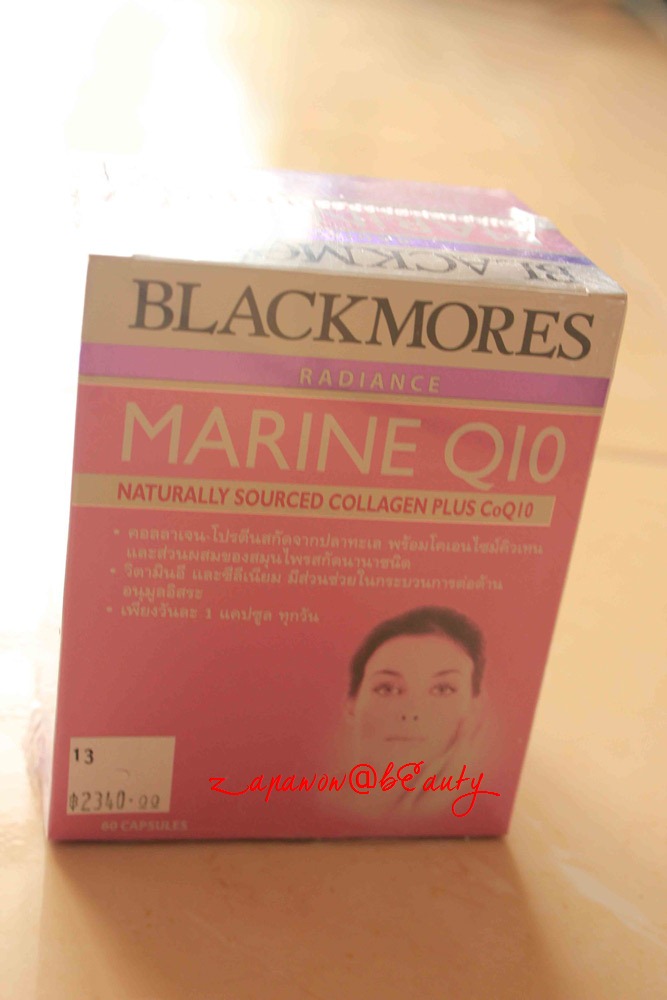 BLACKMORES
RADIANCE
MARINE Q10
NATURALLY SOURCED COLLAGEN PLUS CoQ10
• คอลลาเจน-โปรตีนสกัดจากปลาทะเล พร้อมโคเอนไซม์คิวเทน
และส่วนผสมของสมุนไพรสกัดนานาชนิด
• วิตามินอี และซีลีเนียม มีส่วนช่วยในกระบวนการต่อต้าน
อนุมูลอิสระ
• เพียงวันละ 1 แคปซูล ทุกวัน
13
฿2340.00
zapawow@bEauty
60 CAPSULES